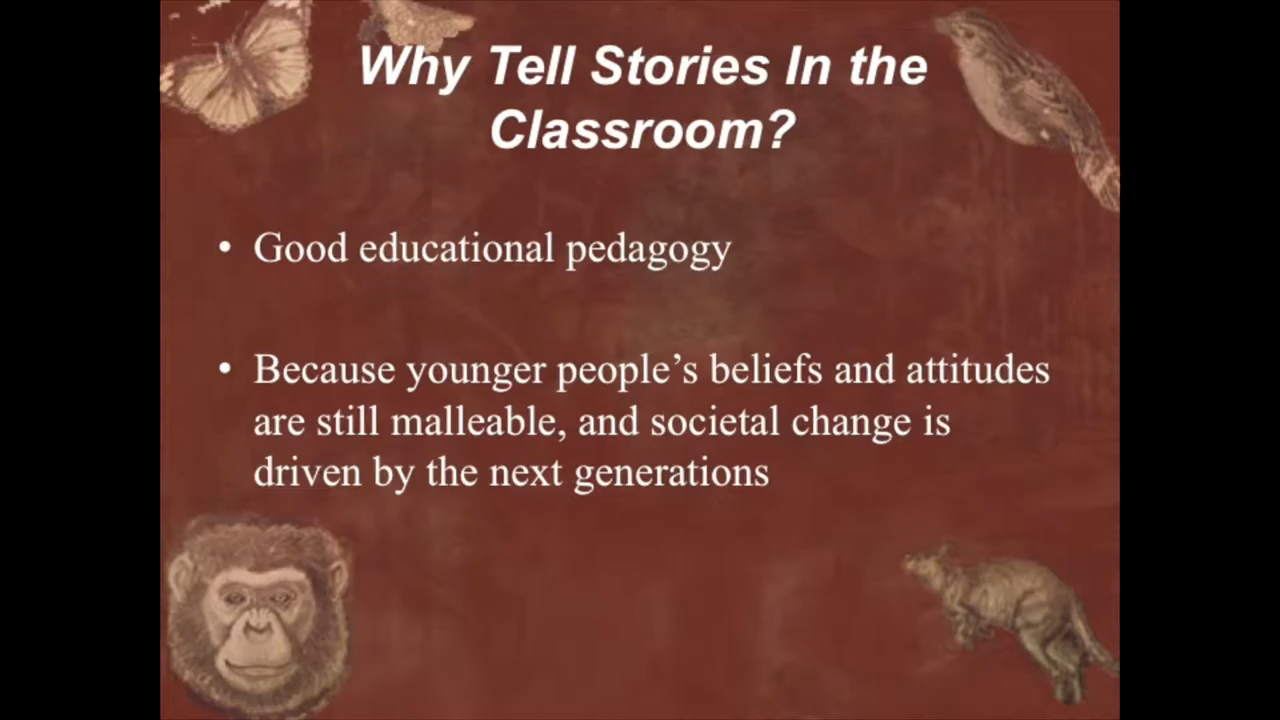 Why Tell Stories In the
Classroom?
• Good educational pedagogy
• Because younger people’s beliefs and attitudes
are still malleable, and societal change is
driven by the next generations